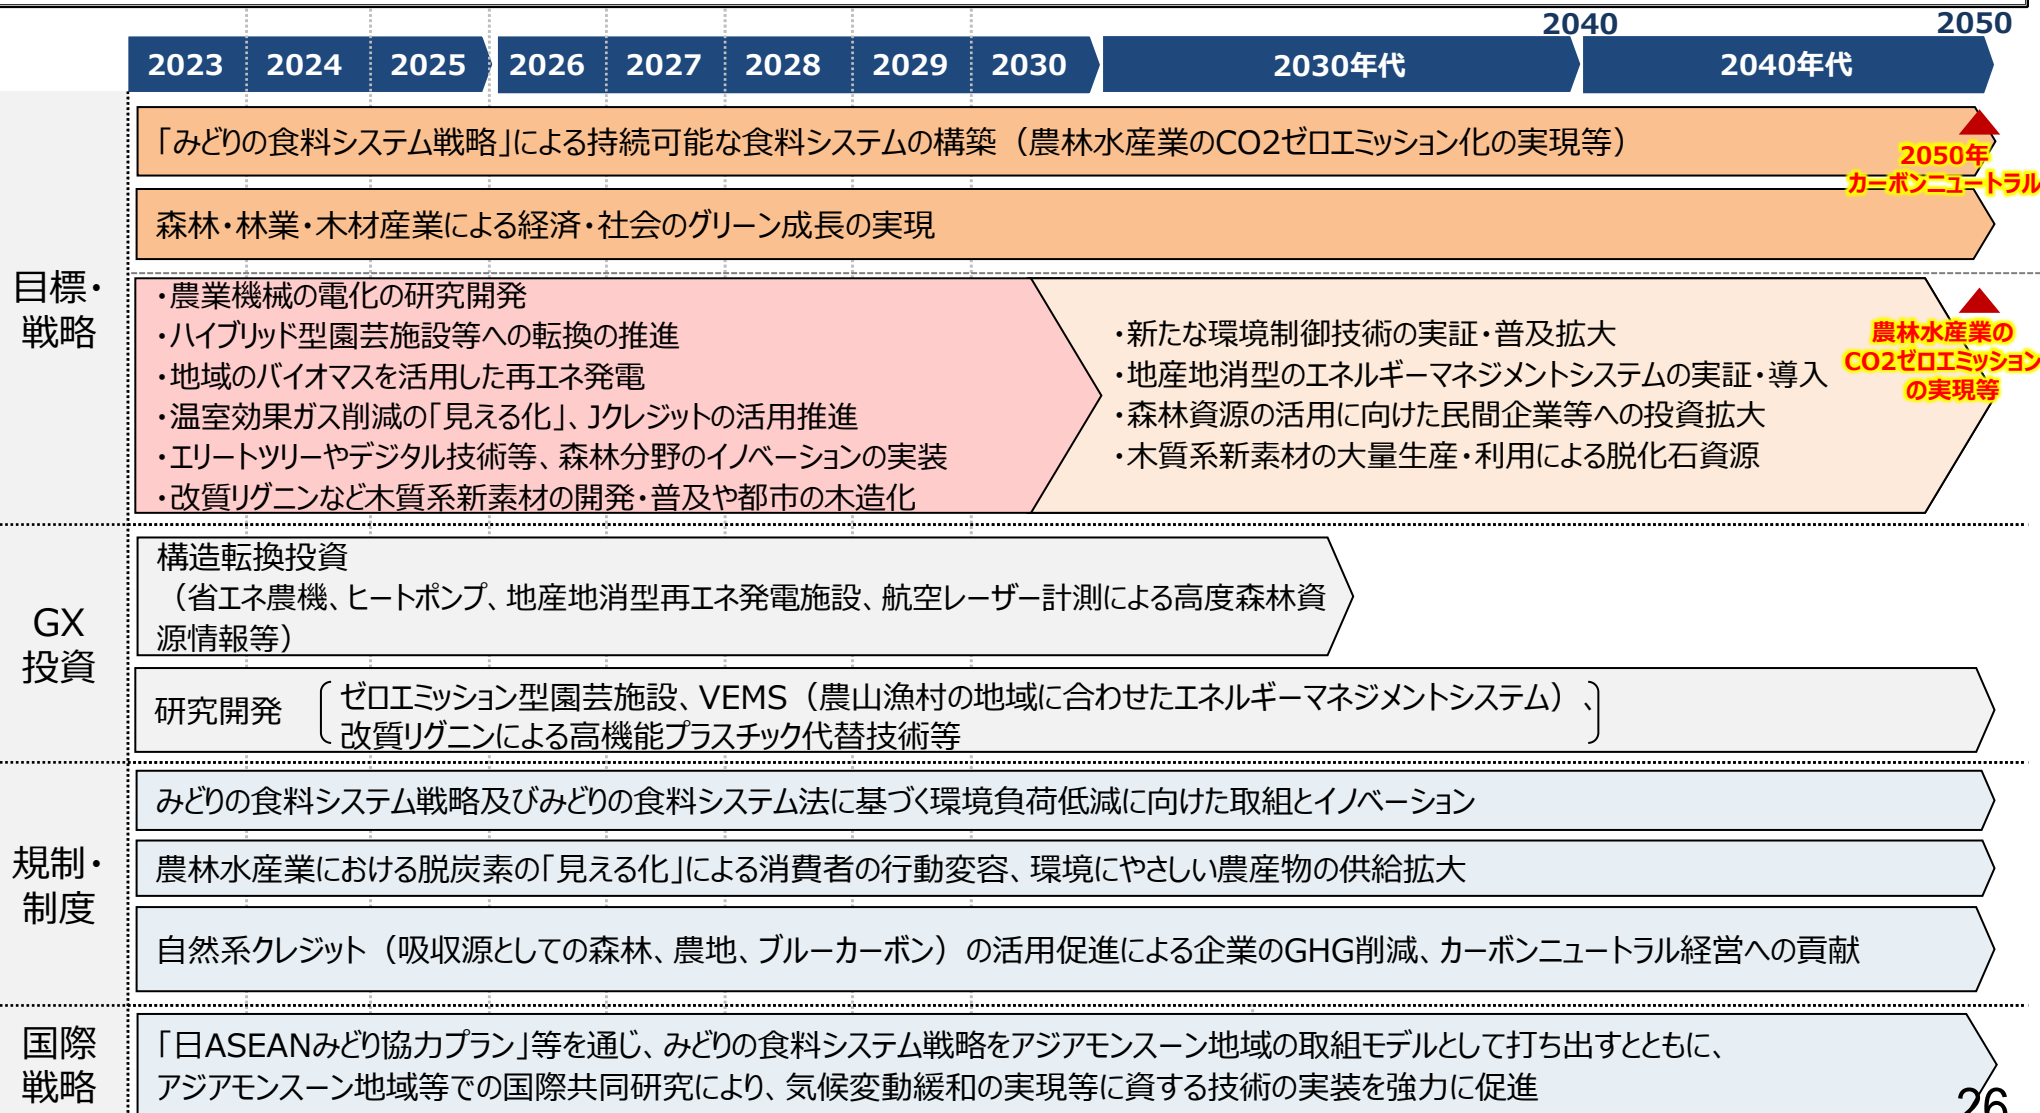 2040
2050
2023
2024
2025
2026
2027
2028
2029
2030
2030年代
2040年代
目標・
戦略
「みどりの食料システム戦略」による持続可能な食料システムの構築（農林水産業のCO2ゼロエミッション化の実現等）
2050年
カーボンニュートラル
森林・林業・木材産業による経済・社会のグリーン成長の実現
・農業機械の電化の研究開発
・ハイブリッド型園芸施設等への転換の推進
・地域のバイオマスを活用した再エネ発電
・温室効果ガス削減の「見える化」、Jクレジットの活用推進
・エリートツリーやデジタル技術等、森林分野のイノベーションの実装
・改質リグニンなど木質系新素材の開発・普及や都市の木造化
・新たな環境制御技術の実証・普及拡大
・地産地消型のエネルギーマネジメントシステムの実証・導入
・森林資源の活用に向けた民間企業等への投資拡大
・木質系新素材の大量生産・利用による脱化石資源
農林水産業の
CO2ゼロエミッション
の実現等
GX
投資
構造転換投資
（省エネ農機、ヒートポンプ、地産地消型再エネ発電施設、航空レーザー計測による高度森林資
源情報等）
研究開発
ゼロエミッション型園芸施設、VEMS（農山漁村の地域に合わせたエネルギーマネジメントシステム）、
改質リグニンによる高機能プラスチック代替技術等
規制・
制度
みどりの食料システム戦略及びみどりの食料システム法に基づく環境負荷低減に向けた取組とイノベーション
農林水産業における脱炭素の「見える化」による消費者の行動変容、環境にやさしい農産物の供給拡大
自然系クレジット（吸収源としての森林、農地、ブルーカーボン）の活用促進による企業のGHG削減、カーボンニュートラル経営への貢献
国際
戦略
「日ASEANみどり協力プラン」等を通じ、みどりの食料システム戦略をアジアモンスーン地域の取組モデルとして打ち出すとともに、
アジアモンスーン地域等での国際共同研究により、気候変動緩和の実現等に資する技術の実装を強力に促進
26